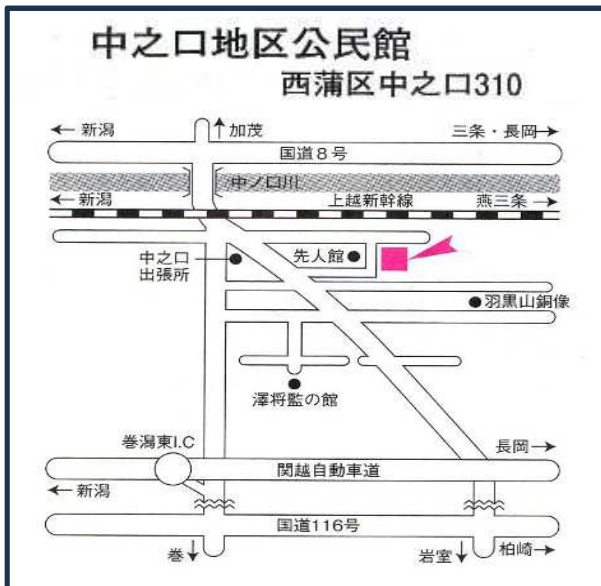 中之口地区公民館
西蒲区中之口310
← 新潟
↑ 加茂
三条・長岡 →
国道8号
中ノ口川
← 新潟
上越新幹線
燕三条 →
中之口
出張所
先人館
羽黒山銅像
澤将監の館
巻潟東I.C
長岡 →
関越自動車道
← 新潟
国道116号
巻 ↓
岩室 ↓
柏崎 →